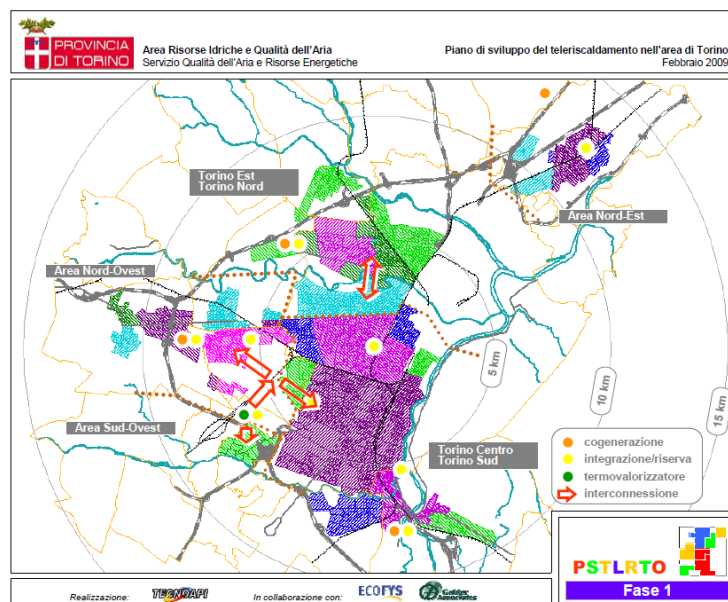 PROVINCIA
DI TORINO
Area Risorse Idriche e Qualità dell'Aria
Servizio Qualità dell'Aria e Risorse Energetiche
Piano di sviluppo del teleriscaldamento nell'area di Torino
Febbraio 2009
Torino Est
Torino Nord
Area Nord-Est
Area Nord-Ovest
5 km
10 km
15 km
Area Sud-Ovest
Torino Centro
Torino Sud
cogenerazione
integrazione/riserva
termovalorizzatore
interconnessione
PSTLRTO
Fase 1
Realizzazione:
TECNOAPI
In collaborazione con:
ECOFYS
Golder
Associates